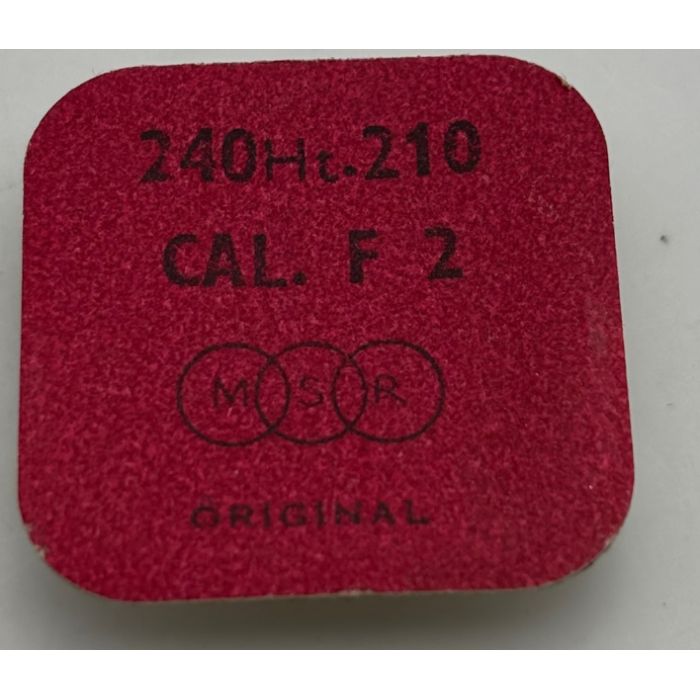 240Ht.210
CAL. F 2
M S R
ORIGINAL